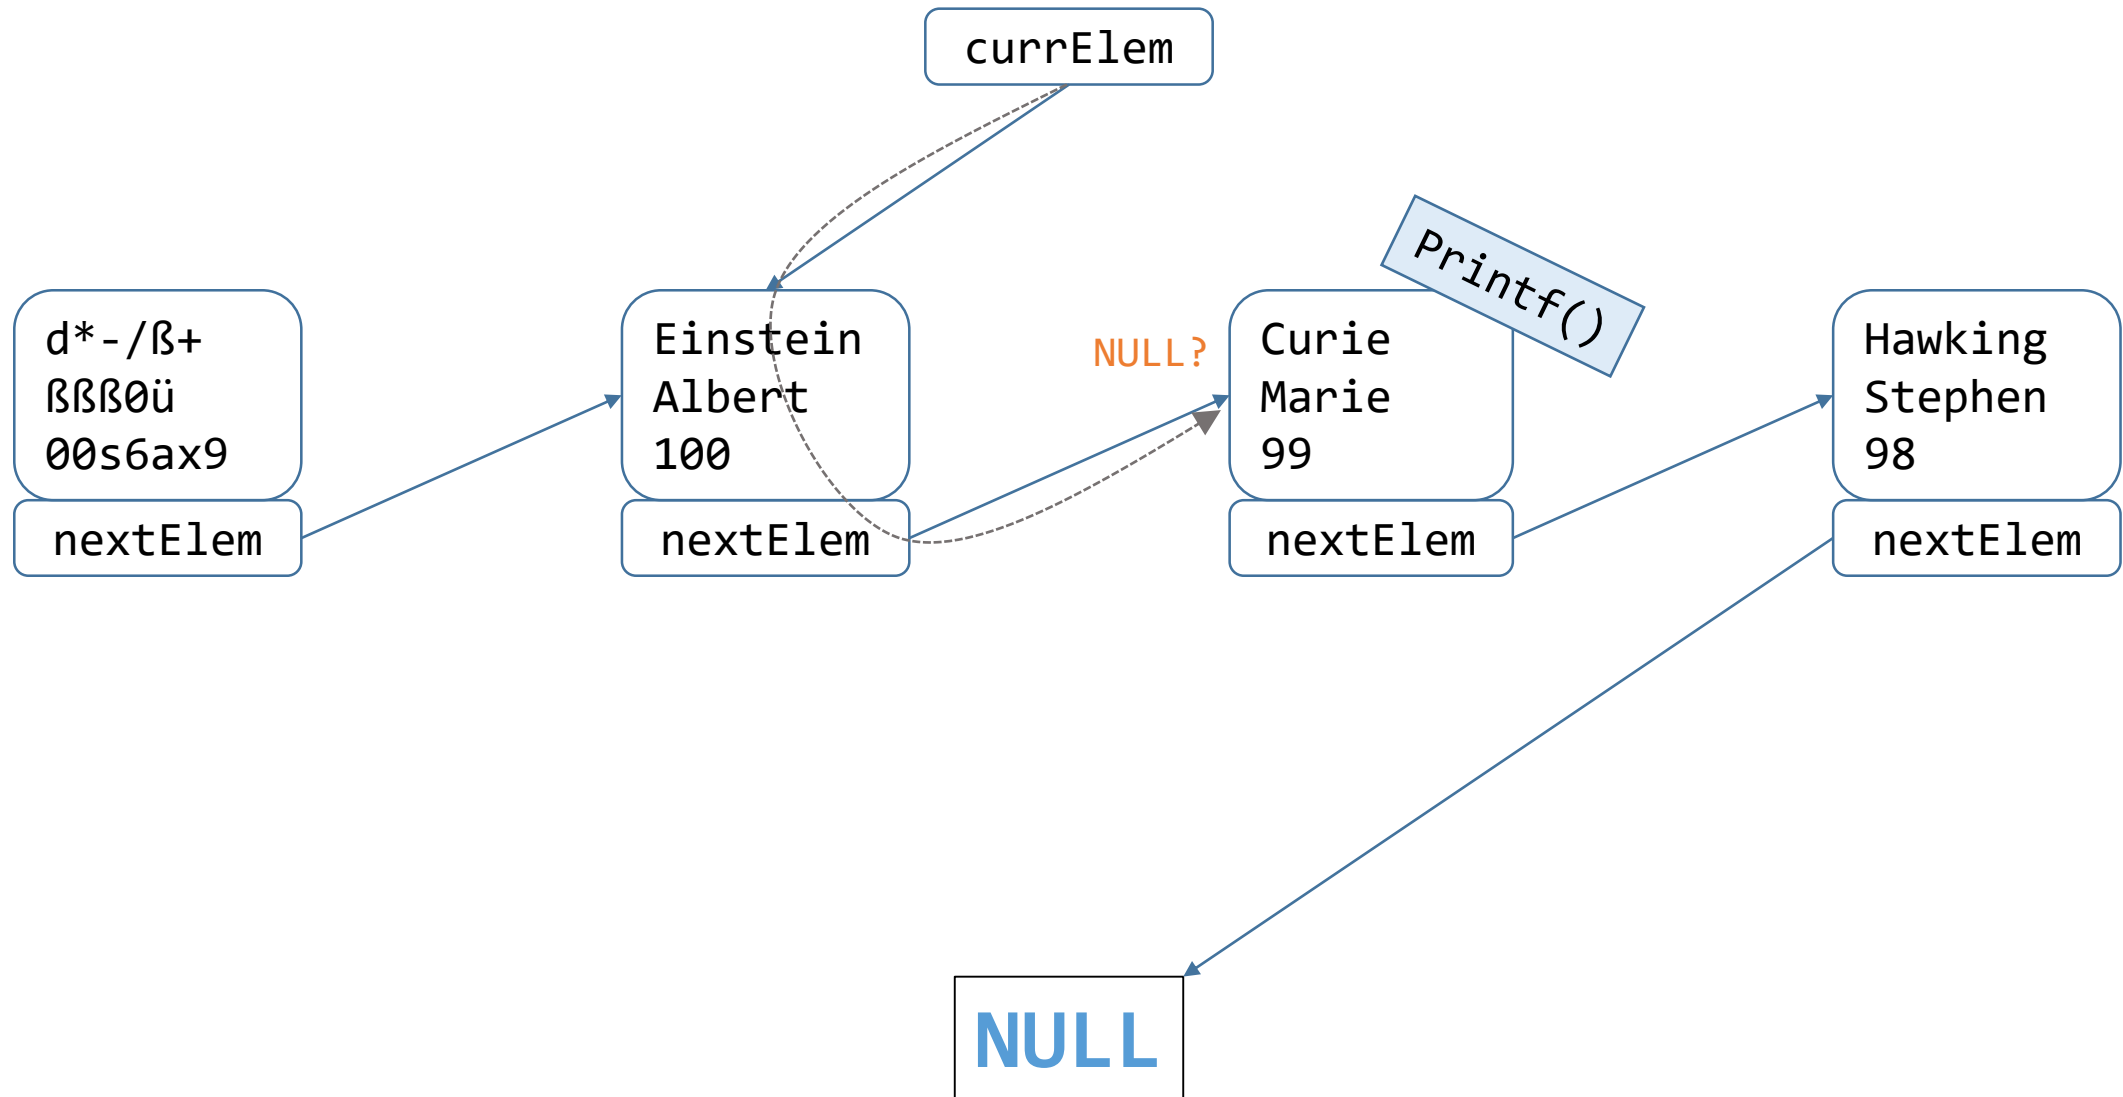 currElem
Printf()
d*-/ß+
ßßß0ü
00s6ax9
nextElem
Einstein
Albert
100
nextElem
NULL?
Curie
Marie
99
nextElem
Hawking
Stephen
98
nextElem
NULL